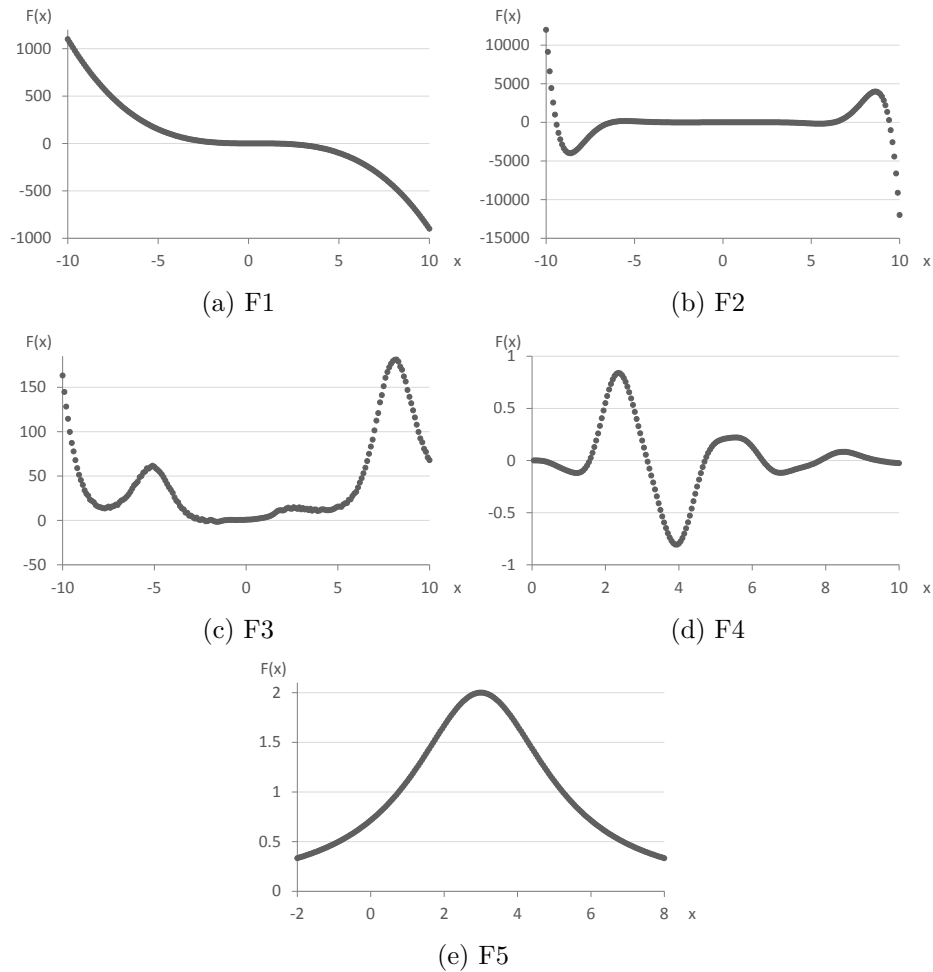 F(x)
1000
500
0
-500
-1000
-10 -5 0 5 10 x
(a) F1
F(x)
10000
5000
0
-5000
-10000
-15000
-10 -5 0 5 10 x
(b) F2
F(x)
150
100
50
0
-50
-10 -5 0 5 10 x
(c) F3
F(x)
1
0.5
0
-0.5
-1
0 2 4 6 8 10 x
(d) F4
F(x)
2
1.5
1
0.5
0
-2 0 2 4 6 8 x
(e) F5